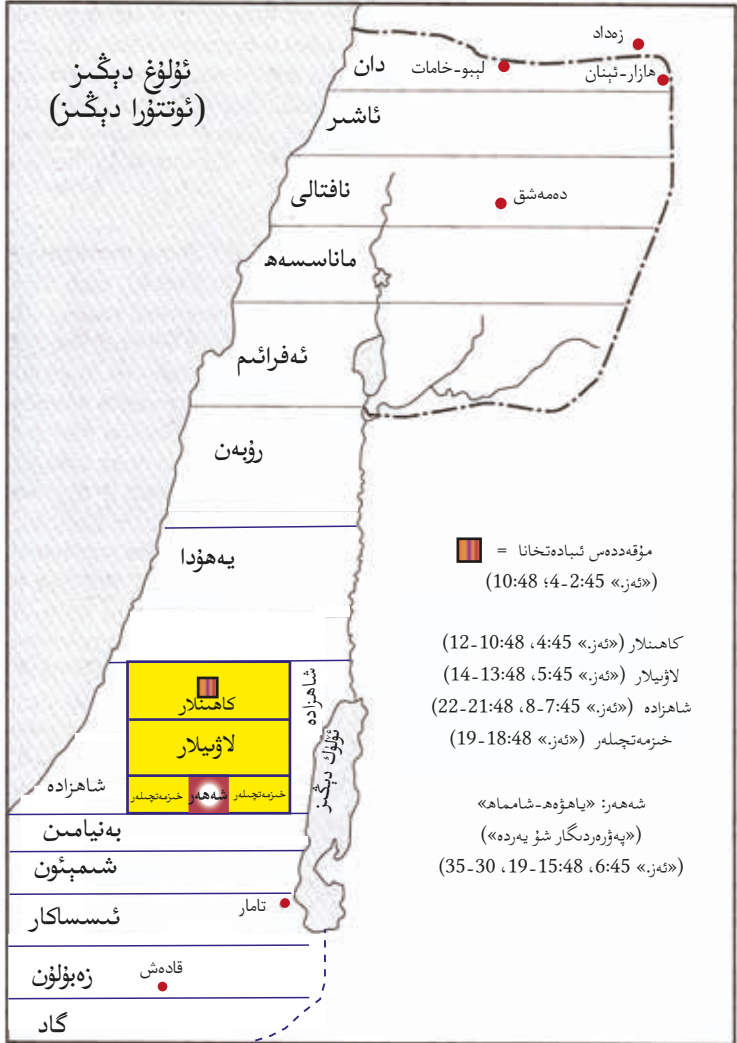 ئۇلۇغ دېڭىز
(ئوتتۇرا دېڭىز)
زەداد
ھازار-ئېنان
لېبو-خامات
دان
ئاشىر
نافتالى
دەمەشق
ماناسسەھ
ئەفرائىم
رۇبەن
يەھۇدا
مۇقەددەس ئىبادەتخانا =
(«ئەز.» 2:45-4؛ 10:48)
كاھىنلار («ئەز.» 4:45، 10:48-12)
لاۋىيلار («ئەز.» 5:45، 13:48-14)
شاھزادە («ئەز.» 7:45-8، 21:48-22)
خىزمەتچىلەر («ئەز.» 18:48-19)
شەھەر: «ياھۋەھ-شامماھ»
(«پەۋرەردىگار شۇ يەردە»)
(«ئەز.» 6:45، 15:48-19، 30-35)
كاھىنلار
لاۋىيلار
خىزمەتچىلەر
شەھەر
خىزمەتچىلەر
شاھزادە
شاھزادە
ئۆلۈك دېڭىز
بەنيامىن
شىمېئون
ئىسساكار
تامار
زەبۇلۇن
قادەش
گاد